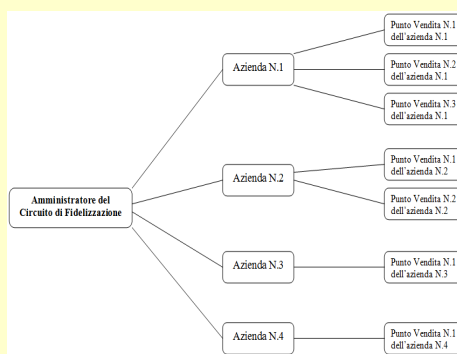 Punto Vendita N.1
dell'azienda N.1
Azienda N.1
Punto Vendita N.2
dell'azienda N.1
Punto Vendita N.3
dell'azienda N.1
Punto Vendita N.1
dell'azienda N.2
Azienda N.2
Punto Vendita N.2
dell'azienda N.2
Amministratore del
Circuito di Fidelizzazione
Azienda N.3
Punto Vendita N.1
dell'azienda N.3
Azienda N.4
Punto Vendita N.1
dell'azienda N.4